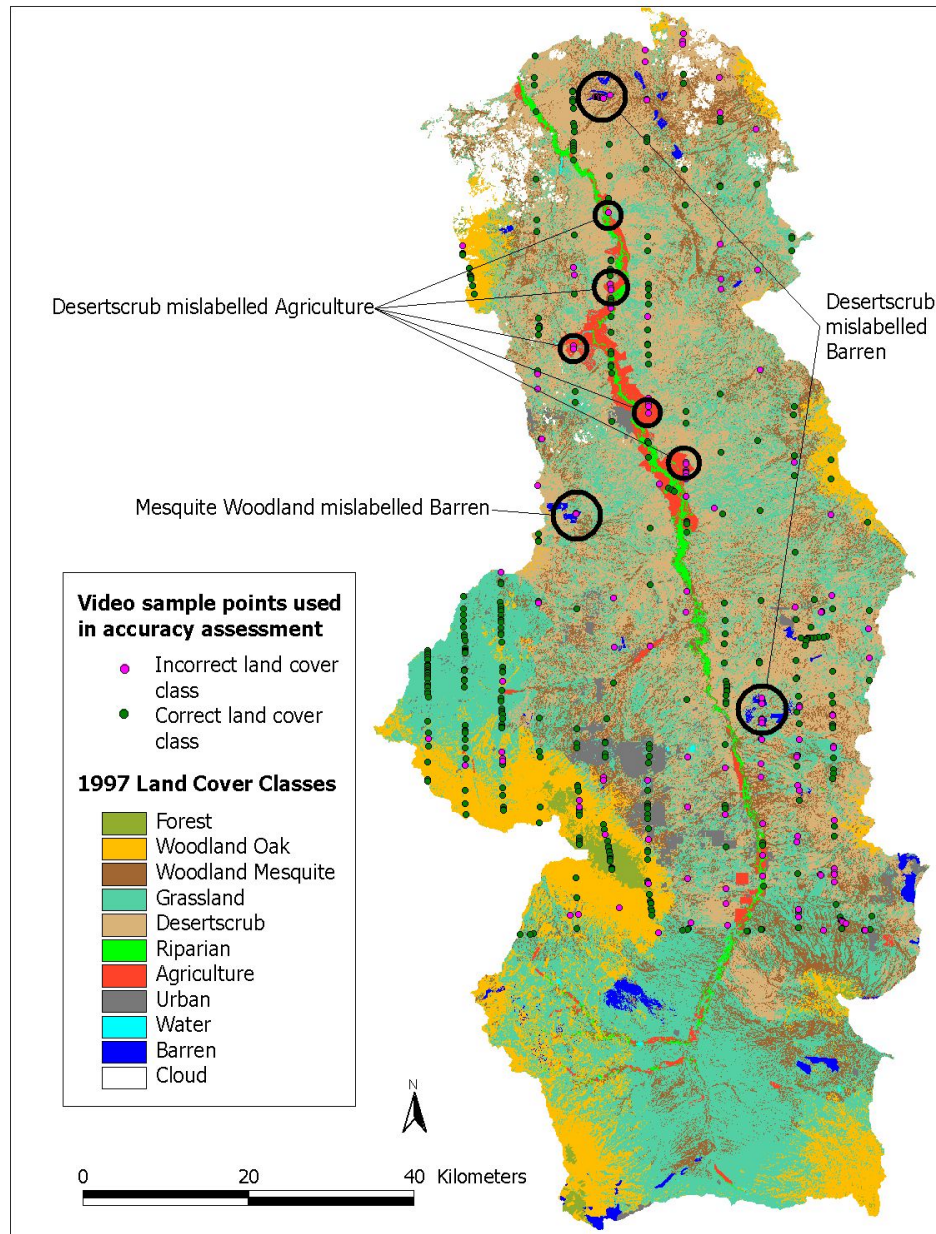 Desertscrub mislabelled Agriculture
Desertscrub
mislabelled
Barren
Mesquite Woodland mislabelled Barren
Video sample points used
in accuracy assessment
Incorrect land cover
class
Correct land cover
class
1997 Land Cover Classes
Forest
Woodland Oak
Woodland Mesquite
Grassland
Desertscrub
Riparian
Agriculture
Urban
Water
Barren
Cloud
N
0 20 40 Kilometers